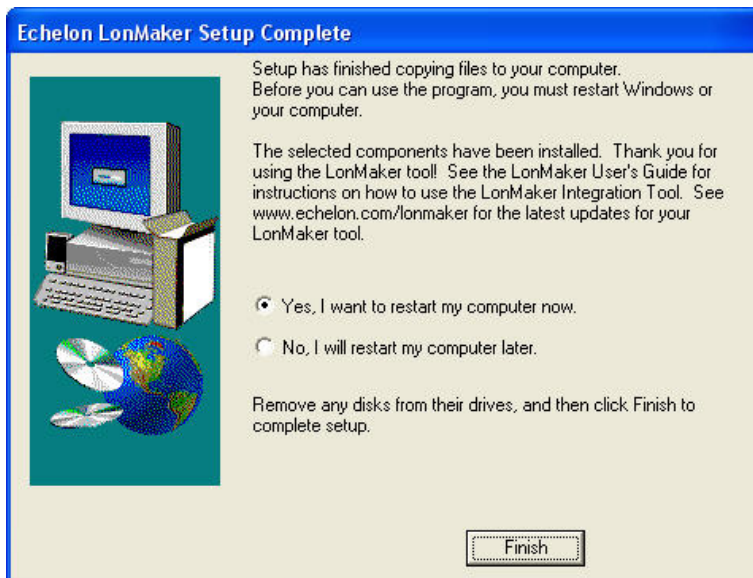 Echelon LonMaker Setup Complete
Setup has finished copying files to your computer.
Before you can use the program, you must restart Windows or
your computer.
The selected components have been installed.  Thank you for
using the LonMaker tool!  See the LonMaker User's Guide for
instructions on how to use the LonMaker Integration Tool.  See
www.echelon.com/lonmaker for the latest updates for your
LonMaker tool.
Yes, I want to restart my computer now.
No, I will restart my computer later.
Remove any disks from their drives, and then click Finish to
complete setup.
Finish